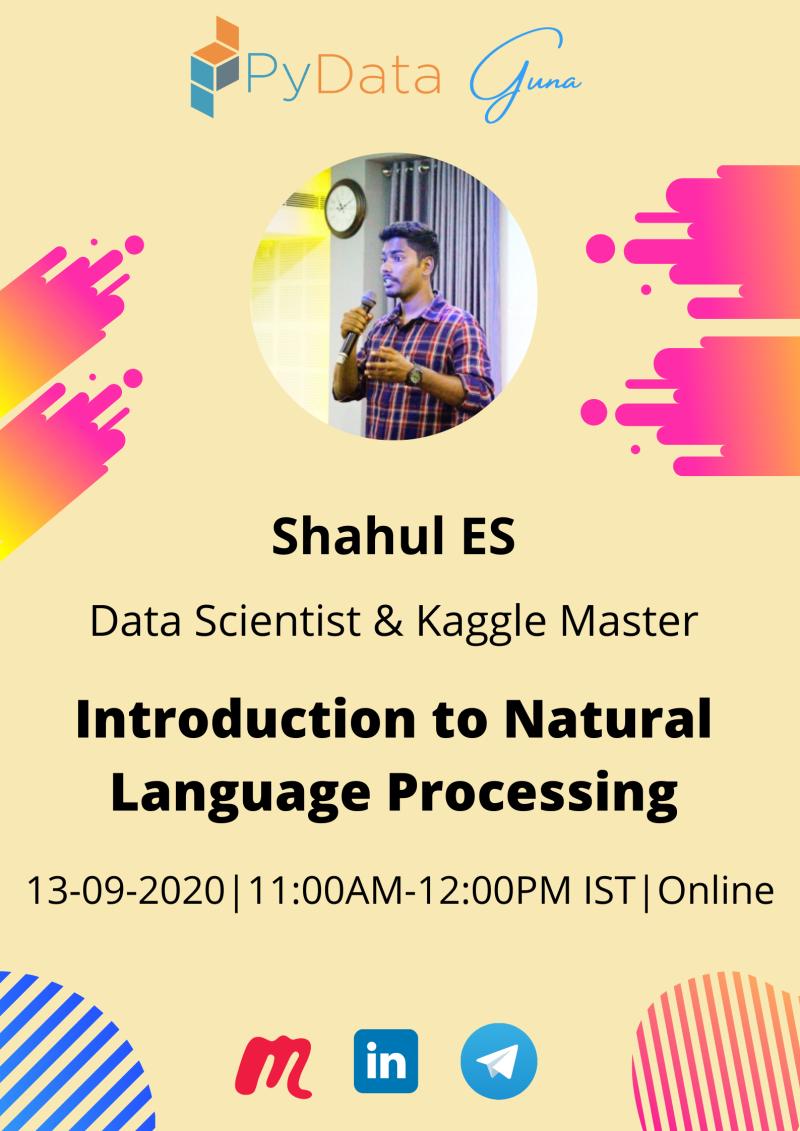 PyData Guna
Shahul ES
Data Scientist & Kaggle Master
Introduction to Natural
Language Processing
13-09-2020|11:00AM-12:00PM IST|Online
m
in